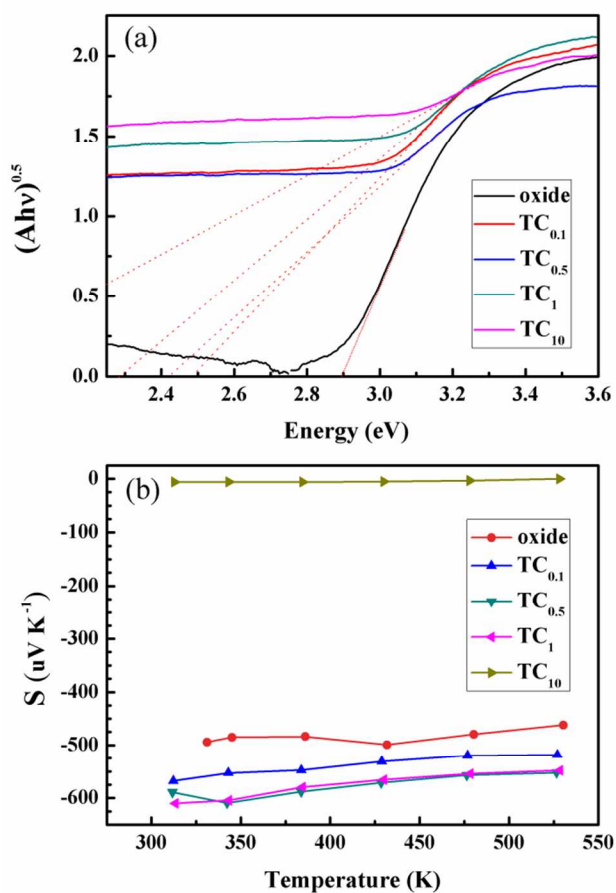 (a)
2.0
1.5
1.0
0.5
0.0
(Ahν)^0.5
oxide
TC0.1
TC0.5
TC1
TC10
2.4 2.6 2.8 3.0 3.2 3.4 3.6
Energy (eV)
(b)
0
-100
-200
-300
-400
-500
-600
S (uV K^-1)
oxide
TC0.1
TC0.5
TC1
TC10
300 350 400 450 500 550
Temperature (K)